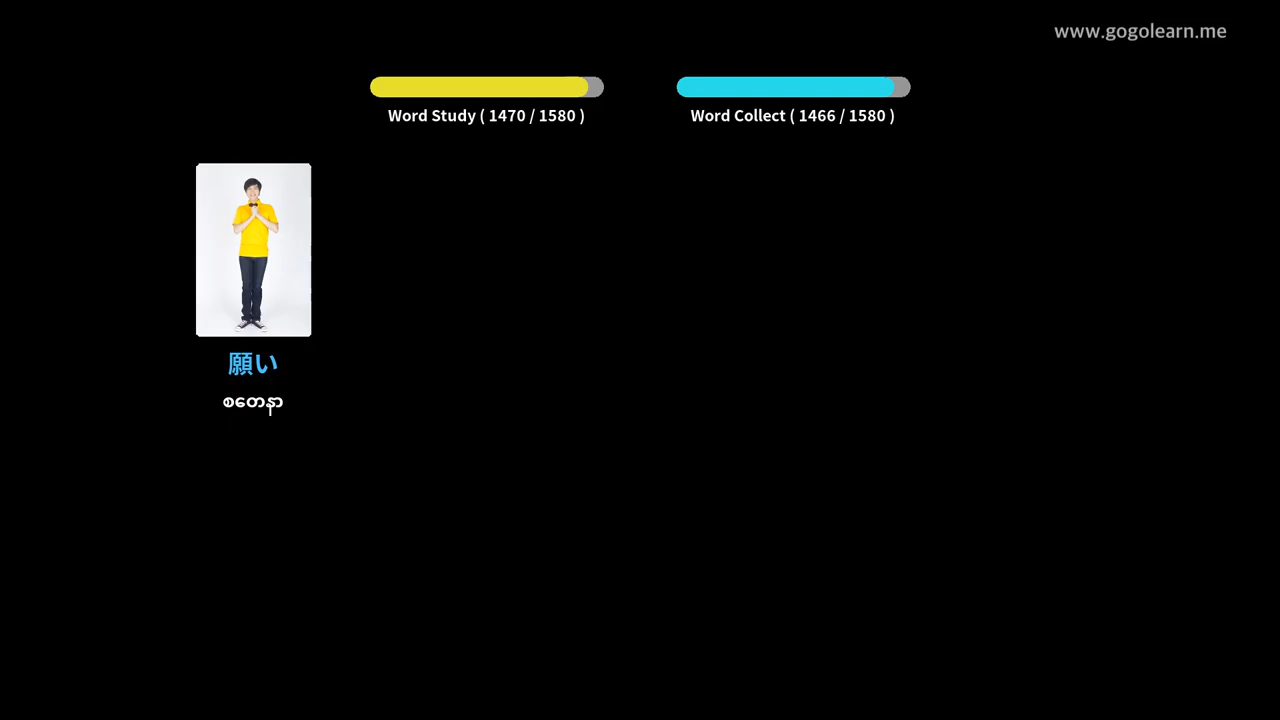 www.gogolearn.me
Word Study ( 1470 / 1580 )
Word Collect ( 1466 / 1580 )
願い
စတေနာ